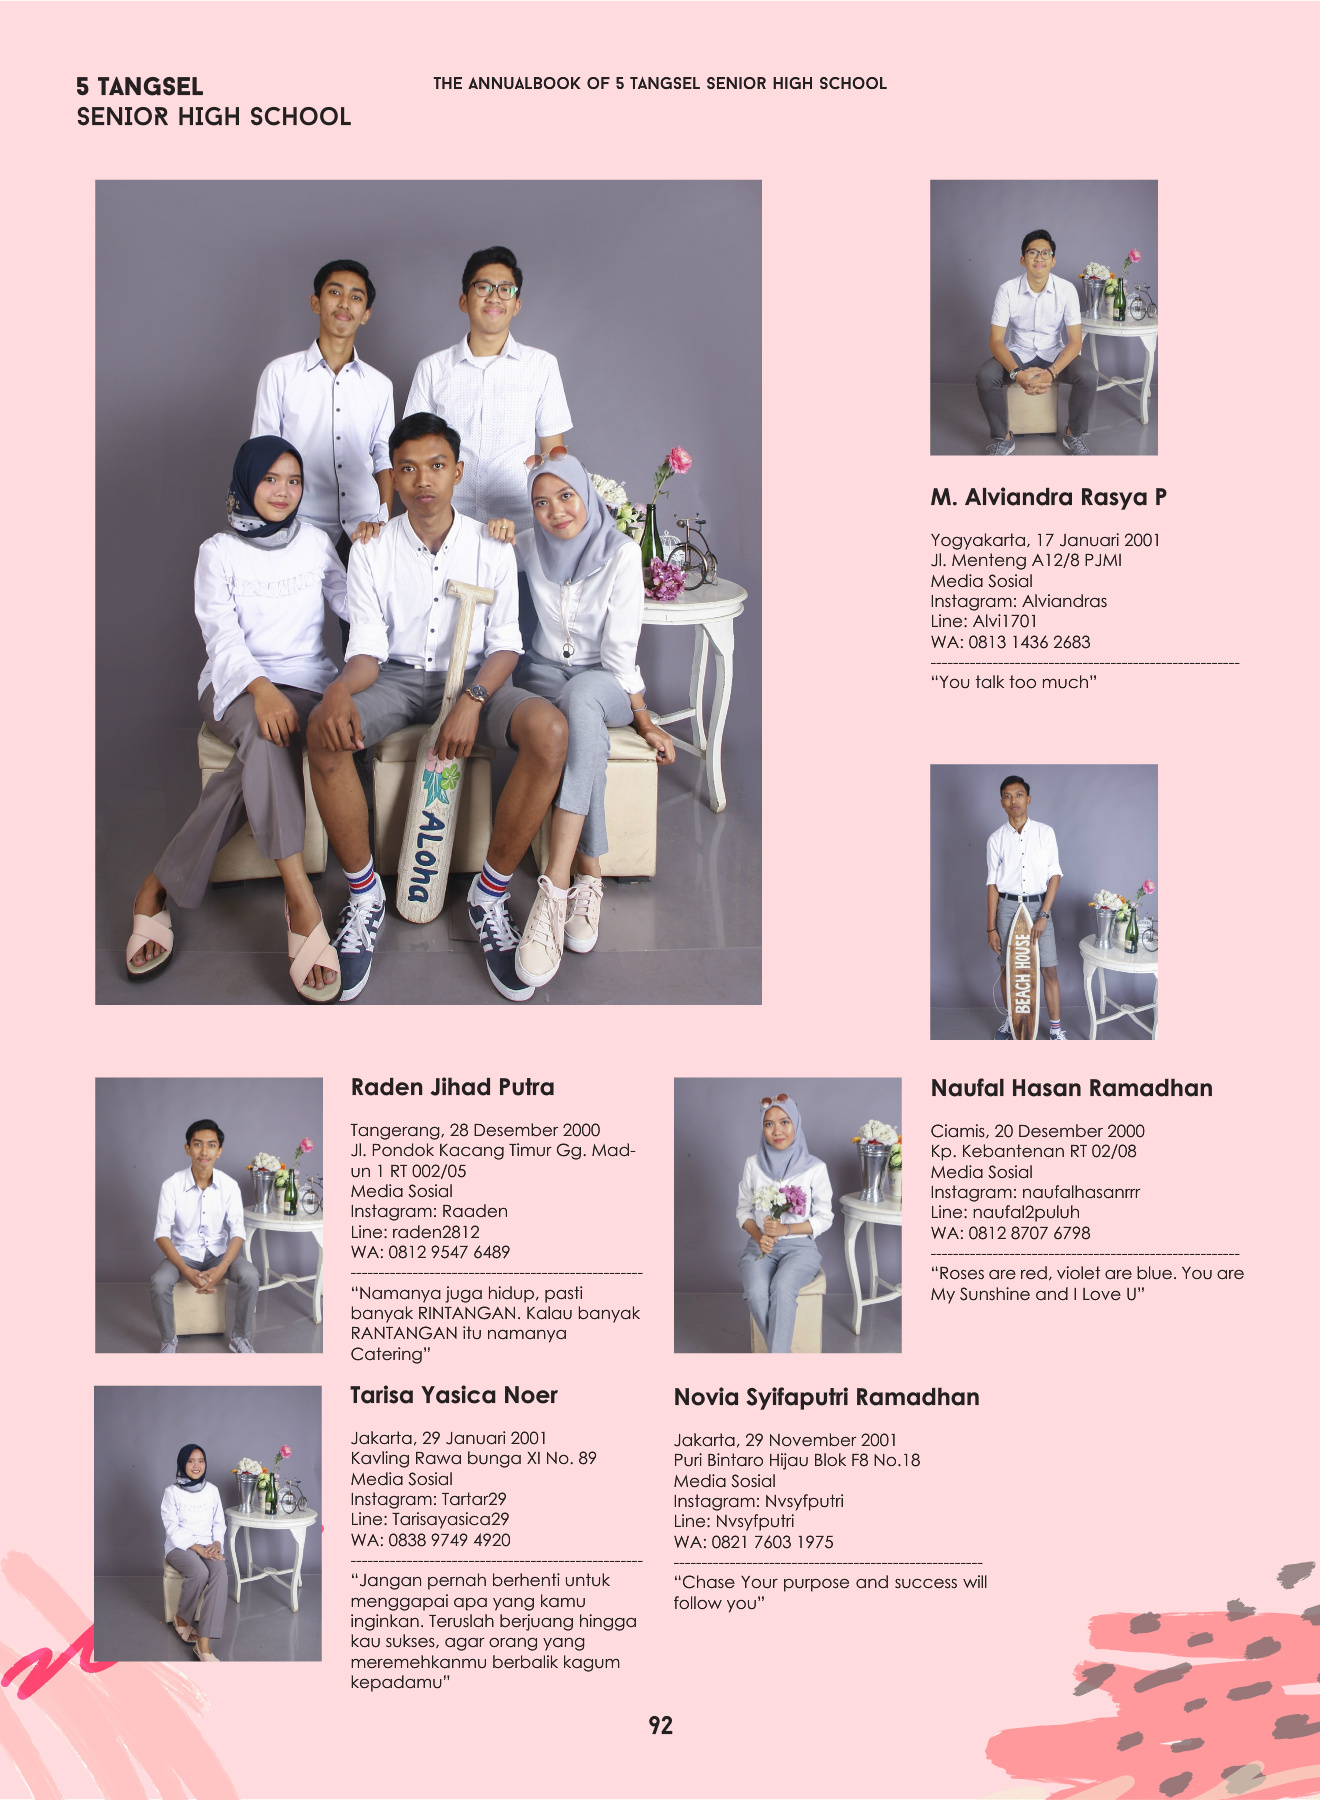 5 TANGSEL
SENIOR HIGH SCHOOL
THE ANNUALBOOK OF 5 TANGSEL SENIOR HIGH SCHOOL
ALOHA
M. Alviandra Rasya P
Yogyakarta, 17 Januari 2001
Jl. Menteng A12/8 PJMI
Media Sosial
Instagram: Alviandras
Line: Alvi1701
WA: 0813 1436 2683
-------------------------------------------------------
“You talk too much”
BEACH HOUSE
Raden Jihad Putra
Tangerang, 28 Desember 2000
Jl. Pondok Kacang Timur Gg. Mad-
un 1 RT 002/05
Media Sosial
Instagram: Raaden
Line: raden2812
WA: 0812 9547 6489
----------------------------------------------------
“Namanya juga hidup, pasti
banyak RINTANGAN. Kalau banyak
RANTANGAN itu namanya
Catering”
Naufal Hasan Ramadhan
Ciamis, 20 Desember 2000
Kp. Kebantenan RT 02/08
Media Sosial
Instagram: naufalhasanrrr
Line: naufal2puluh
WA: 0812 8707 6798
-------------------------------------------------------
“Roses are red, violet are blue. You are
My Sunshine and I Love U”
Tarisa Yasica Noer
Jakarta, 29 Januari 2001
Kavling Rawa bunga XI No. 89
Media Sosial
Instagram: Tartar29
Line: Tarisayasica29
WA: 0838 9749 4920
----------------------------------------------------
“Jangan pernah berhenti untuk
menggapai apa yang kamu
inginkan. Teruslah berjuang hingga
kau sukses, agar orang yang
meremehkanmu berbalik kagum
kepadamu”
Novia Syifaputri Ramadhan
Jakarta, 29 November 2001
Puri Bintaro Hijau Blok F8 No.18
Media Sosial
Instagram: Nvsyfputri
Line: Nvsyfputri
WA: 0821 7603 1975
-------------------------------------------------------
“Chase Your purpose and success will
follow you”
92